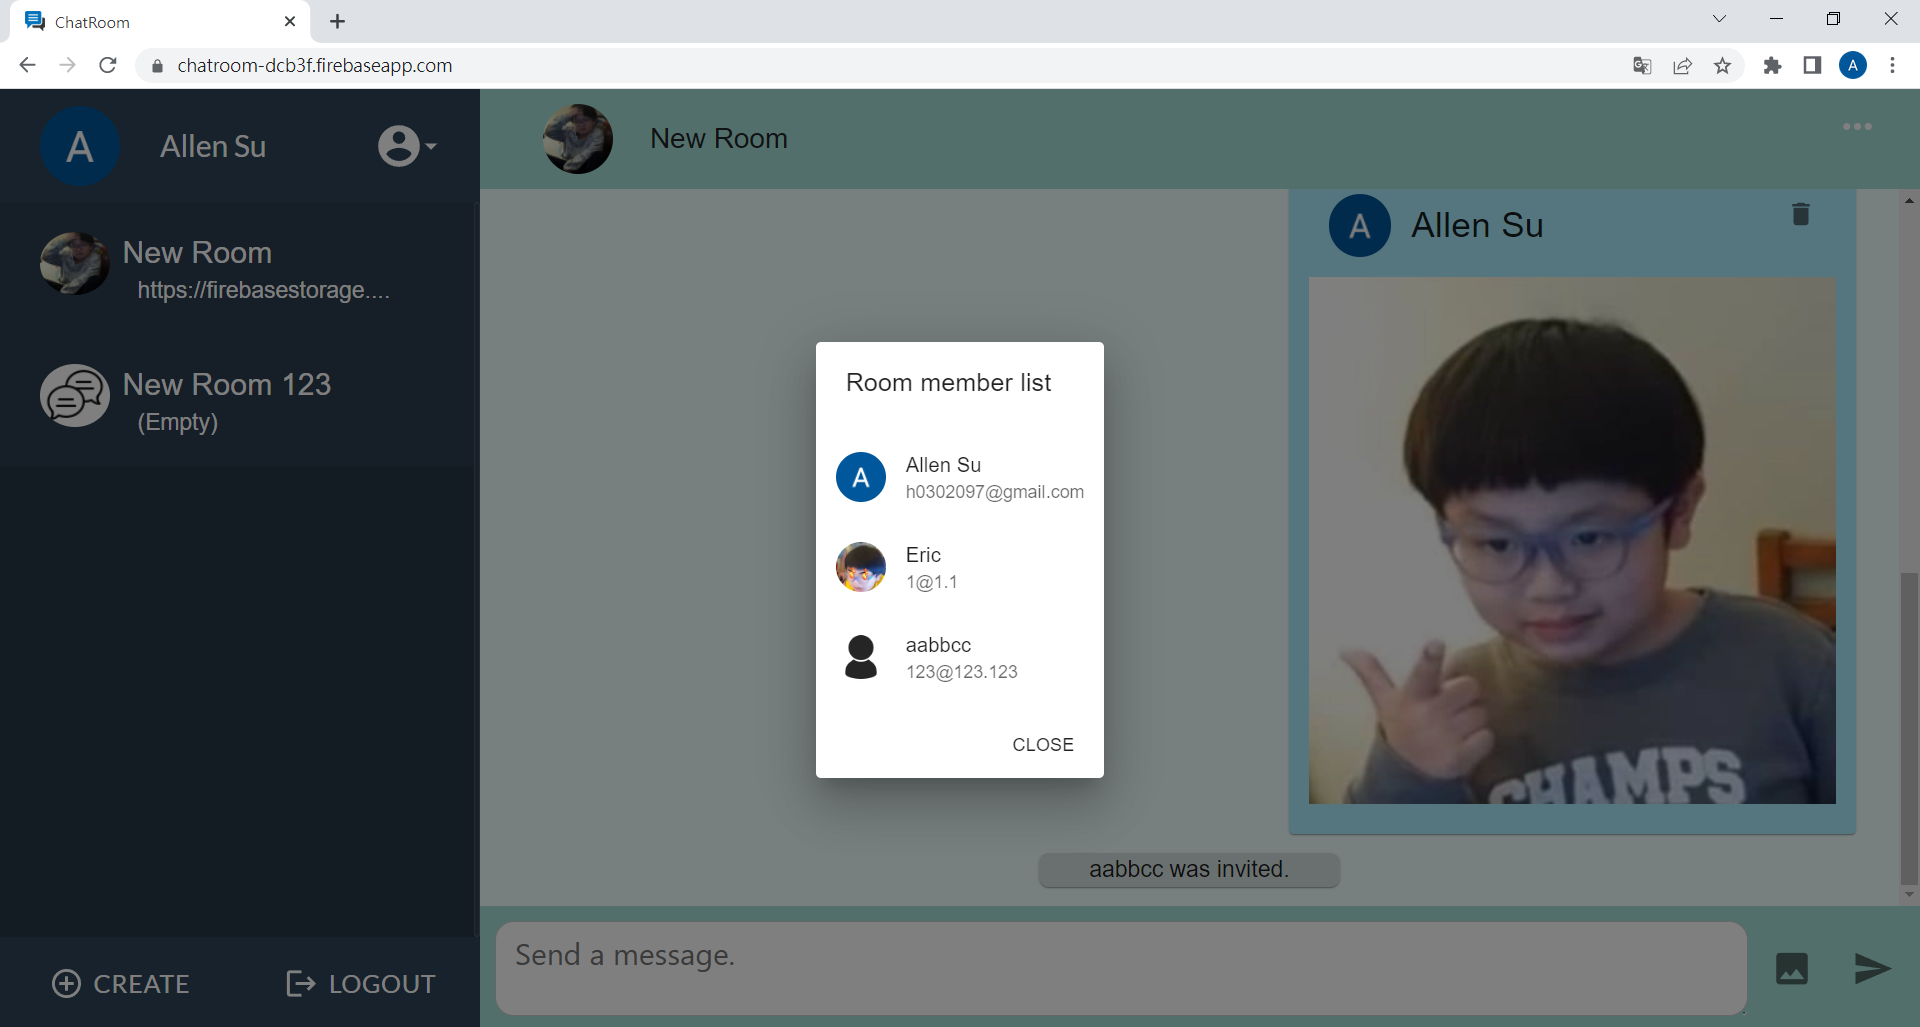 ChatRoom
chatroom-dcb3f.firebaseapp.com
A
A
Allen Su
New Room
https://firebasestorage....
New Room 123
(Empty)
CREATE
LOGOUT
New Room
A
Allen Su
CHAMPS
Room member list
A
Allen Su
h0302097@gmail.com
Eric
1@1.1
aabbcc
123@123.123
CLOSE
aabbcc was invited.
Send a message.